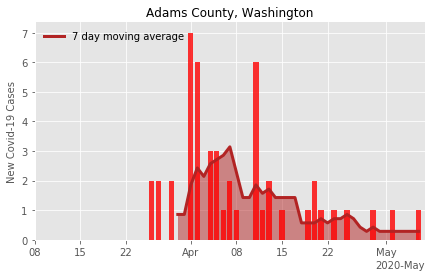 Adams County, Washington
7 day moving average
New Covid-19 Cases
7
6
5
4
3
2
1
0
08 15 22 Apr 08 15 22 May
2020-May